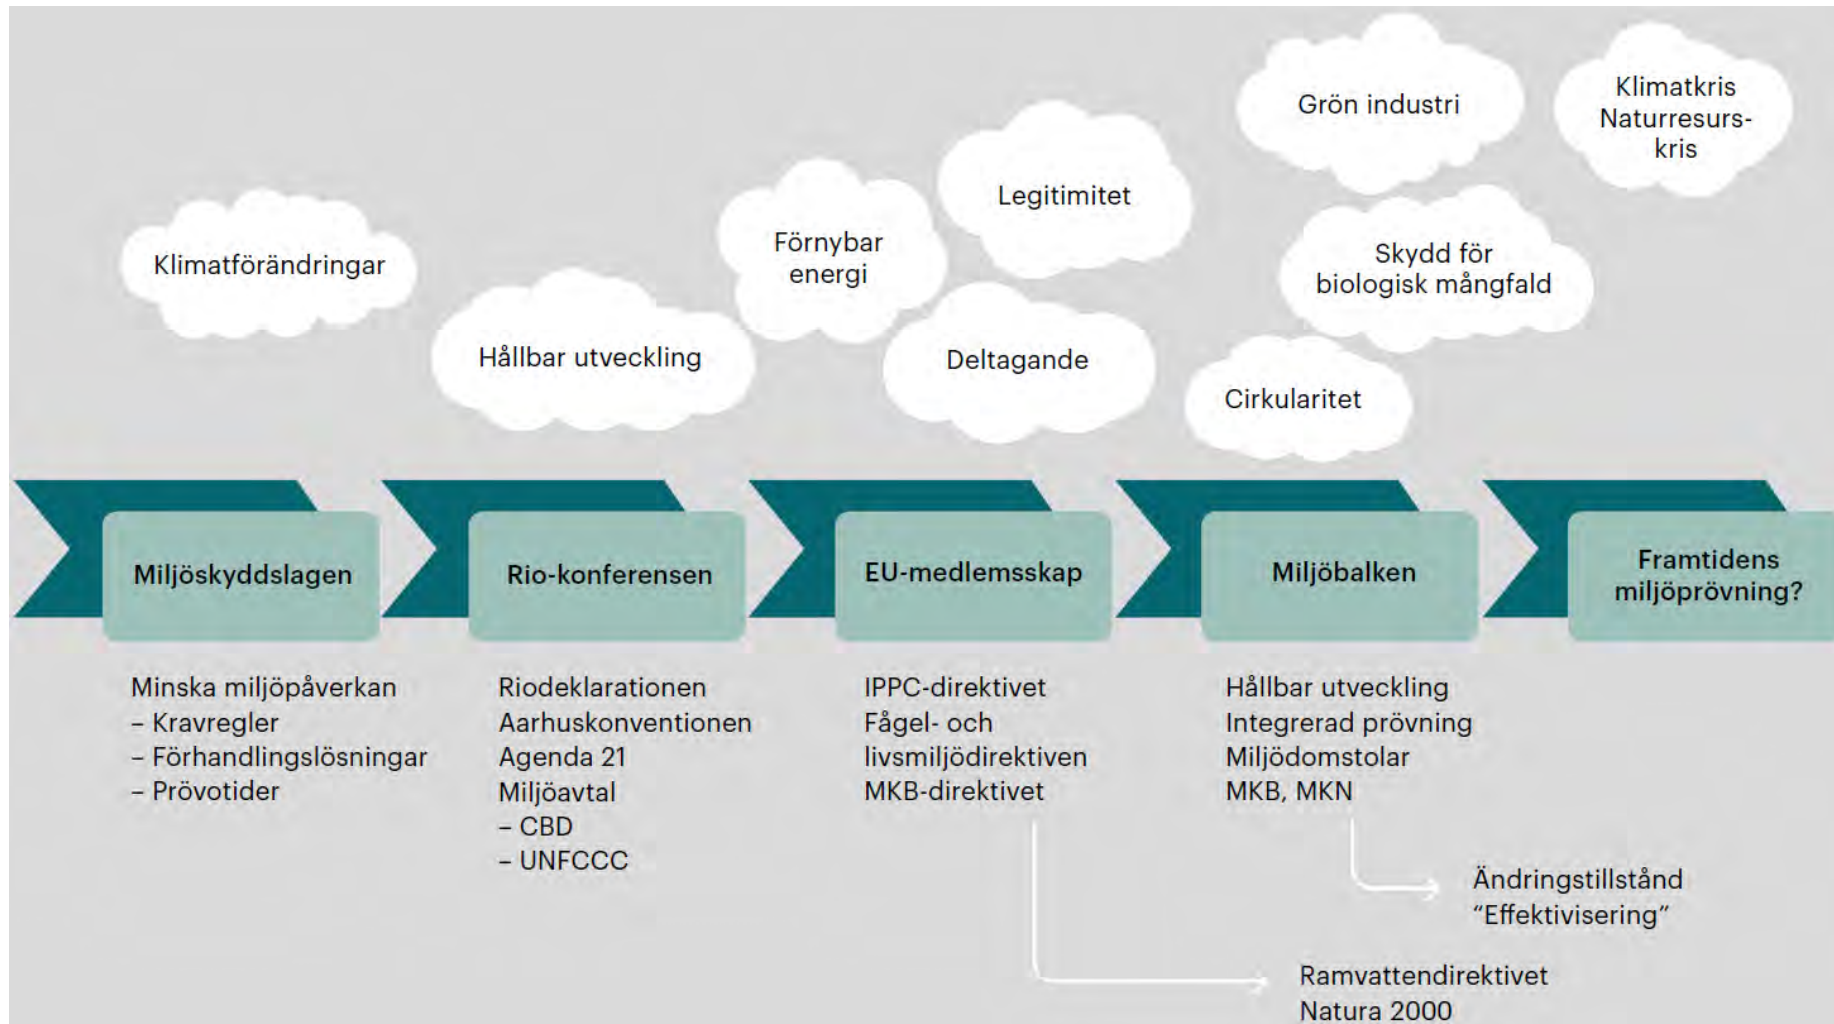 Klimatförändringar
Hållbar utveckling
Förnybar
energi
Legitimitet
Deltagande
Grön industri
Skydd för
biologisk mångfald
Cirkularitet
Klimatkris
Naturresurs-
kris
Miljöskyddslagen
Minska miljöpåverkan
– Kravregler
– Förhandlingslösningar
– Prövotider
Rio-konferensen
Riodeklarationen
Aarhuskonventionen
Agenda 21
Miljöavtal
– CBD
– UNFCCC
EU-medlemsskap
IPPC-direktivet
Fågel- och
livsmiljödirektiven
MKB-direktivet
Ramvattendirektivet
Natura 2000
Miljöbalken
Hållbar utveckling
Integrerad prövning
Miljödomstolar
MKB, MKN
Ändringstillstånd
“Effektivisering”
Framtidens
miljöprövning?